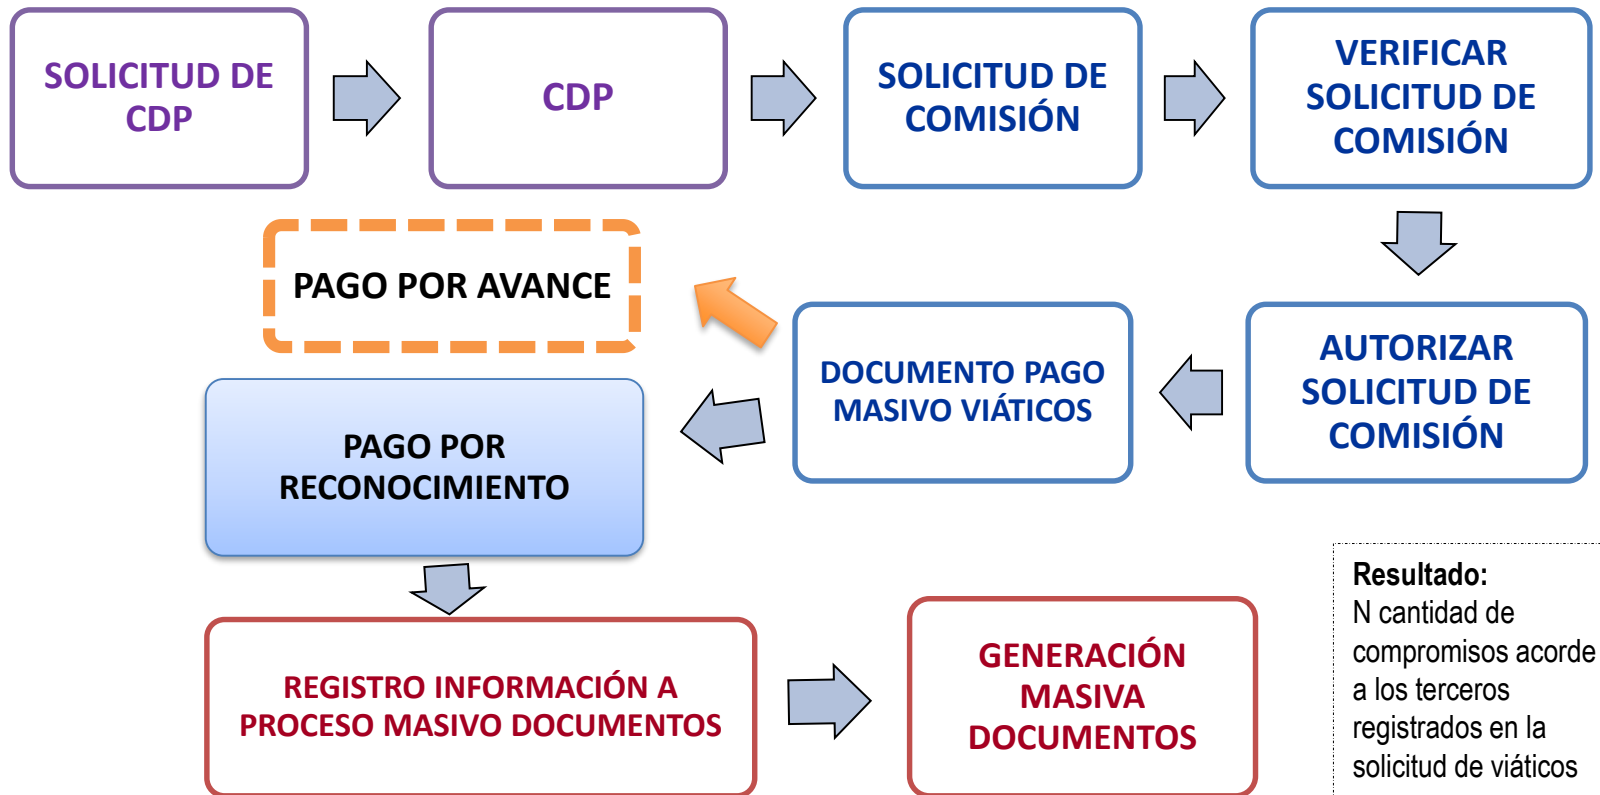 SOLICITUD DE
CDP
CDP
SOLICITUD DE
COMISIÓN
VERIFICAR
SOLICITUD DE
COMISIÓN
PAGO POR AVANCE
DOCUMENTO PAGO
MASIVO VIÁTICOS
AUTORIZAR
SOLICITUD DE
COMISIÓN
PAGO POR
RECONOCIMIENTO
REGISTRO INFORMACIÓN A
PROCESO MASIVO DOCUMENTOS
GENERACIÓN
MASIVA
DOCUMENTOS
Resultado:
N cantidad de
compromisos acorde
a los terceros
registrados en la
solicitud de viáticos